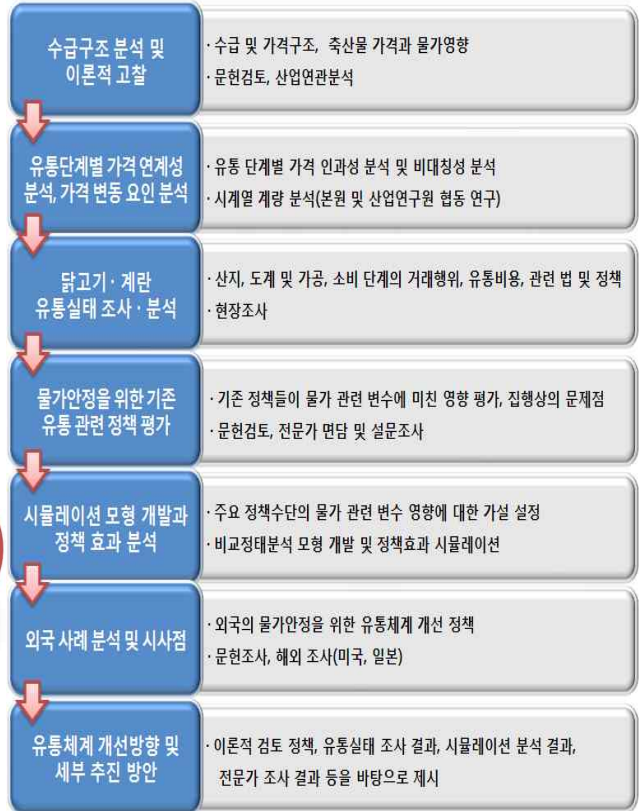 수급구조 분석 및
이론적 고찰
· 수급 및 가격구조, 축산물 가격과 물가영향
· 문헌검토, 산업연관분석
유통단계별 가격 연계성
분석, 가격 변동 요인 분석
· 유통 단계별 가격 인과성 분석 및 비대칭성 분석
· 시계열 계량 분석(본원 및 산업연구원 협동 연구)
닭고기 · 계란
유통실태 조사 · 분석
· 산지, 도계 및 가공, 소비 단계의 거래행위, 유통비용, 관련 법 및 정책
· 현장조사
물가안정을 위한 기존
유통 관련 정책 평가
· 기존 정책들이 물가 관련 변수에 미친 영향 평가, 집행상의 문제점
· 문헌검토, 전문가 면담 및 설문조사
시뮬레이션 모형 개발과
정책 효과 분석
· 주요 정책수단의 물가 관련 변수 영향에 대한 가설 설정
· 비교정태분석 모형 개발 및 정책효과 시뮬레이션
외국 사례 분석 및 시사점
· 외국의 물가안정을 위한 유통체계 개선 정책
· 문헌조사, 해외 조사(미국, 일본)
유통체계 개선방향 및
세부 추진 방안
· 이론적 검토 정책, 유통실태 조사 결과, 시뮬레이션 분석 결과,
전문가 조사 결과 등을 바탕으로 제시